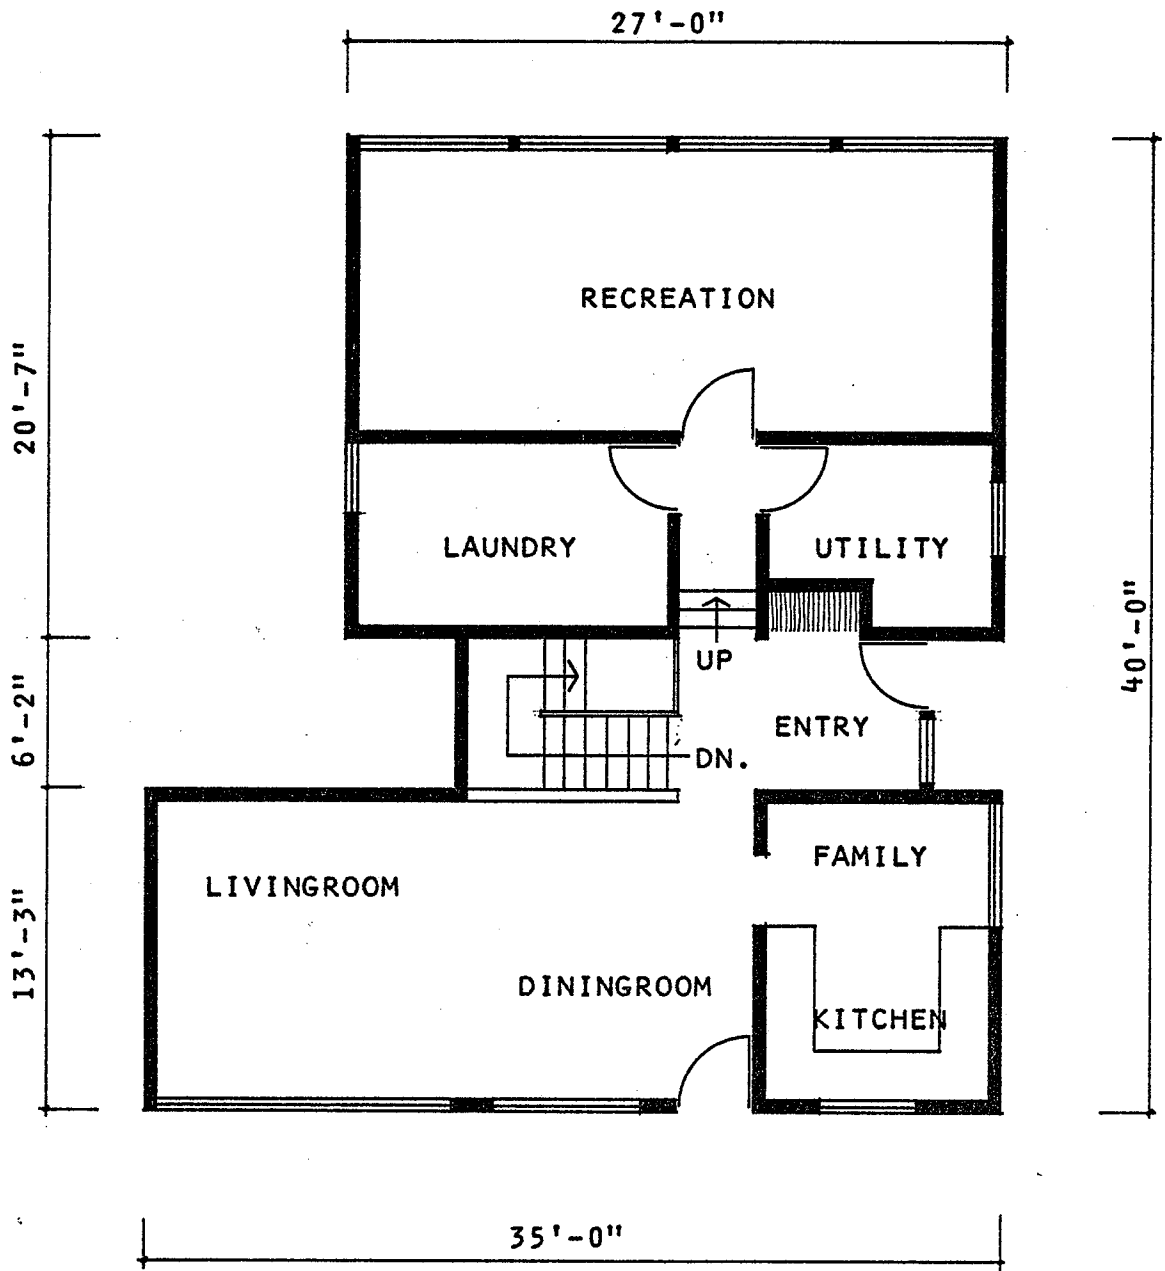 27'-0"
RECREATION
20'-7"
LAUNDRY
UTILITY
40'-0"
UP
6'-2"
ENTRY
DN.
FAMILY
LIVINGROOM
13'-3"
DININGROOM
KITCHEN
35'-0"